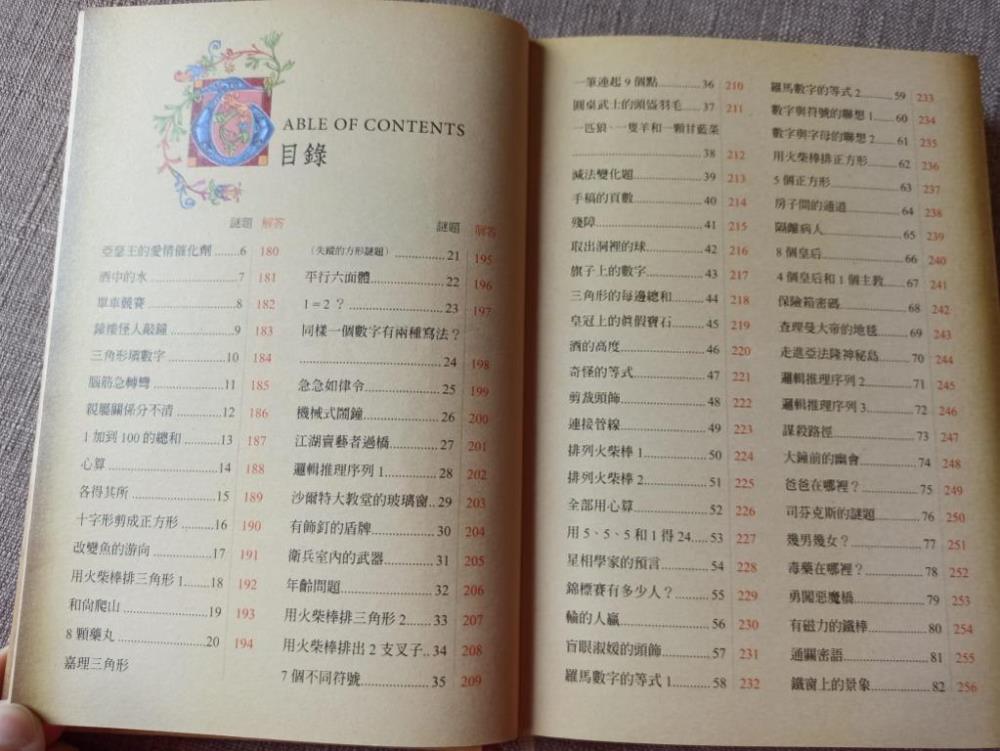 TABLE OF CONTENTS
目錄
謎題 解答
亞瑟王的愛情催化劑......6 180
酒中的水......7 181
單車競賽......8 182
鐘樓怪人敲鐘......9 183
三角形填數字......10 184
腦筋急轉彎......11 185
親屬關係分不清......12 186
1加到100的總和......13 187
心算......14 188
各得其所......15 189
十字形剪成正方形......16 190
改變魚的游向......17 191
用火柴棒排三角形1......18 192
和尚爬山......19 193
8顆藥丸......20 194
嘉理三角形
謎題 解答
(失蹤的方形謎題)......21 195
平行六面體......22 196
1=2?......23 197
同樣一個數字有兩種寫法?
......24 198
急急如律令......25 199
機械式鬧鐘......26 200
江湖賣藝者過橋......27 201
邏輯推理序列1......28 202
沙爾特大教堂的玻璃窗..29 203
有飾釘的盾牌......30 204
衛兵室內的武器......31 205
年齡問題......32 206
用火柴棒排三角形2......33 207
用火柴棒排出2支叉子..34 208
7個不同符號......35 209
一筆連起9個點......36 210
圓桌武士的頭盔羽毛......37 211
一匹狼、一隻羊和一顆甘藍菜
......38 212
減法變化題......39 213
手稿的頁數......40 214
殘障......41 215
取出洞裡的球......42 216
旗子上的數字......43 217
三角形的每邊總和......44 218
皇冠上的真假寶石......45 219
酒的高度......46 220
奇怪的等式......47 221
剪裁頭飾......48 222
連接管線......49 223
排列火柴棒1......50 224
排列火柴棒2......51 225
全部用心算......52 226
用5、5、5和1得24......53 227
星相學家的預言......54 228
錦標賽有多少人?......55 229
輸的人贏......56 230
盲眼淑媛的頭飾......57 231
羅馬數字的等式1......58 232
羅馬數字的等式2......59 233
數字與符號的聯想1......60 234
數字與字母的聯想2......61 235
用火柴棒排正方形......62 236
5個正方形......63 237
房子間的通道......64 238
隔離病人......65 239
8個皇后......66 240
4個皇后和1個主教......67 241
保險箱密碼......68 242
查理曼大帝的地毯......69 243
走進亞法隆神秘島......70 244
邏輯推理序列2......71 245
邏輯推理序列3......72 246
謀殺路徑......73 247
大鐘前的幽會......74 248
爸爸在哪裡?......75 249
司芬克斯的謎題......76 250
幾男幾女?......77 251
毒藥在哪裡?......78 252
勇闖惡魔橋......79 253
有磁力的鐵棒......80 254
通關密語......81 255
鐵窗上的景象......82 256